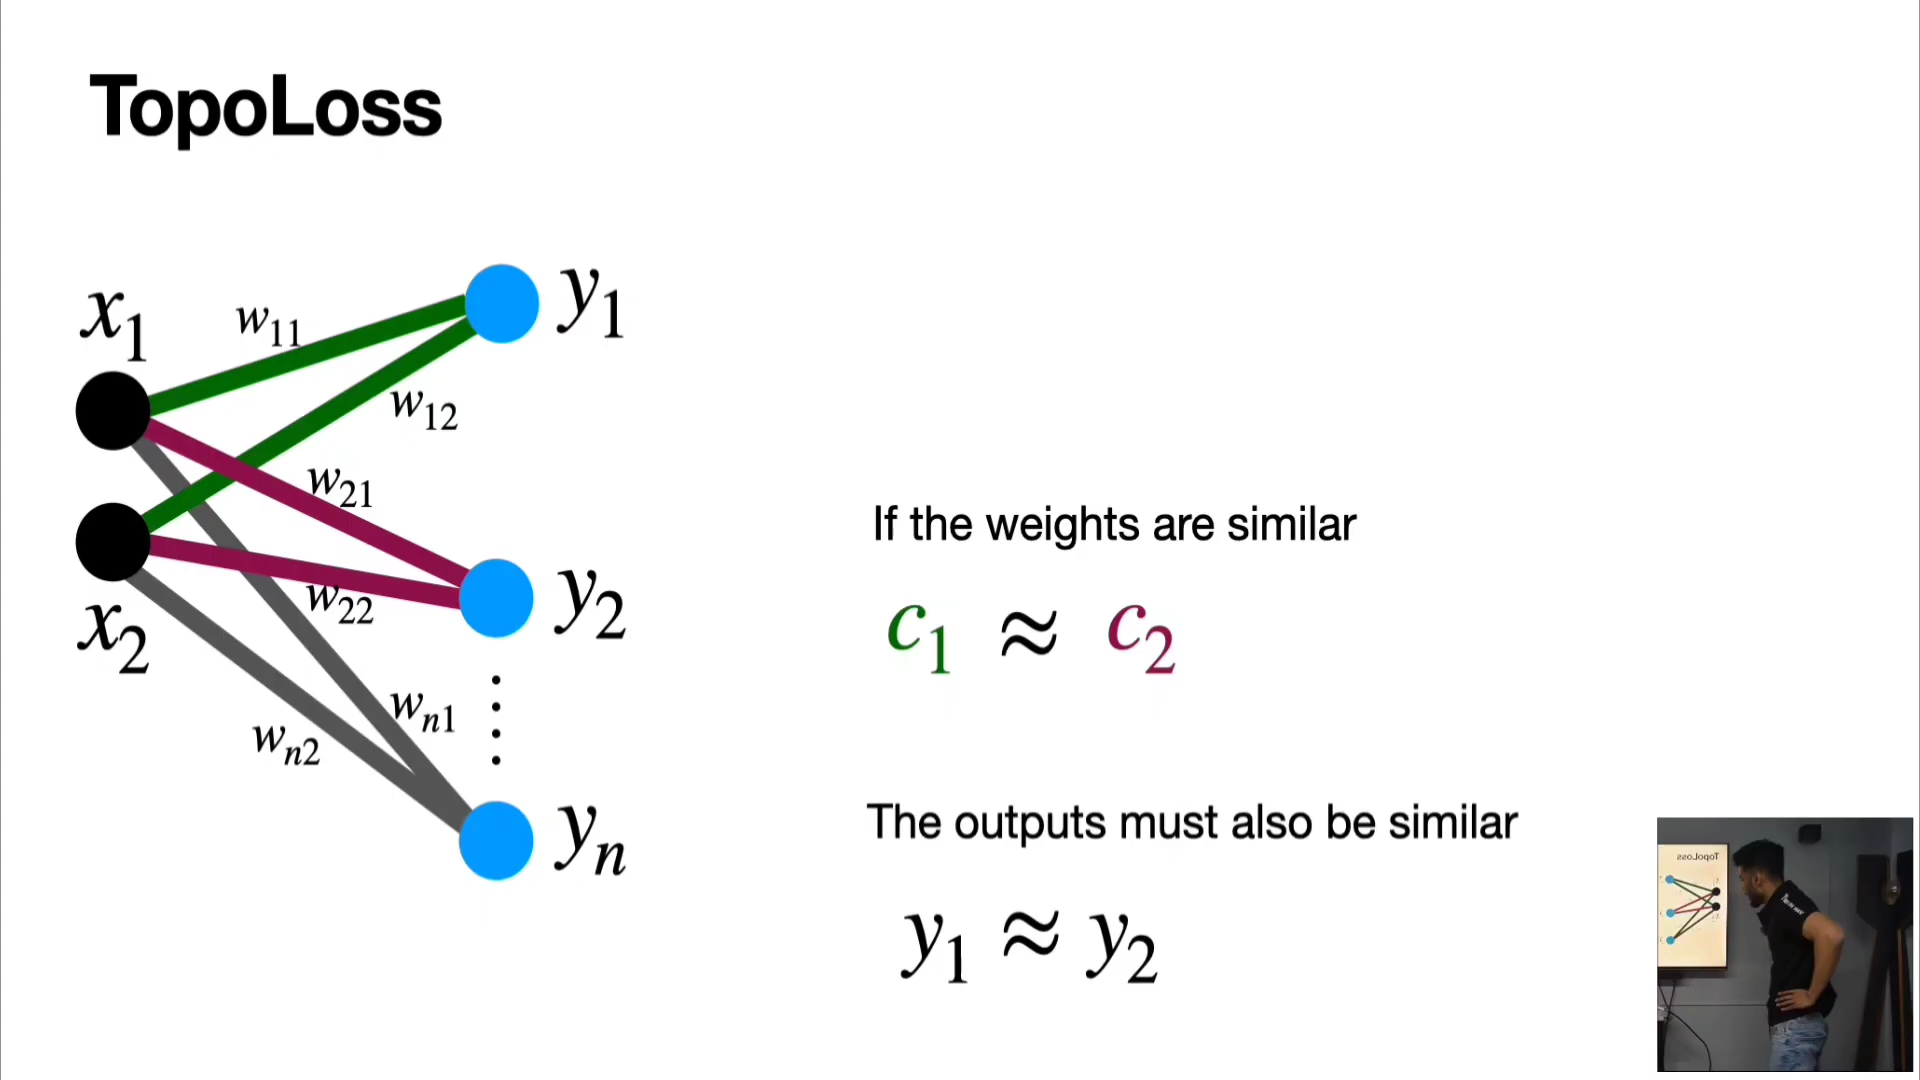 TopoLoss
x1
w11
y1
w12
w21
w22
x2
y2
wn1
wn2
yn
If the weights are similar
c1 ≈ c2
The outputs must also be similar
y1 ≈ y2
TopoLoss